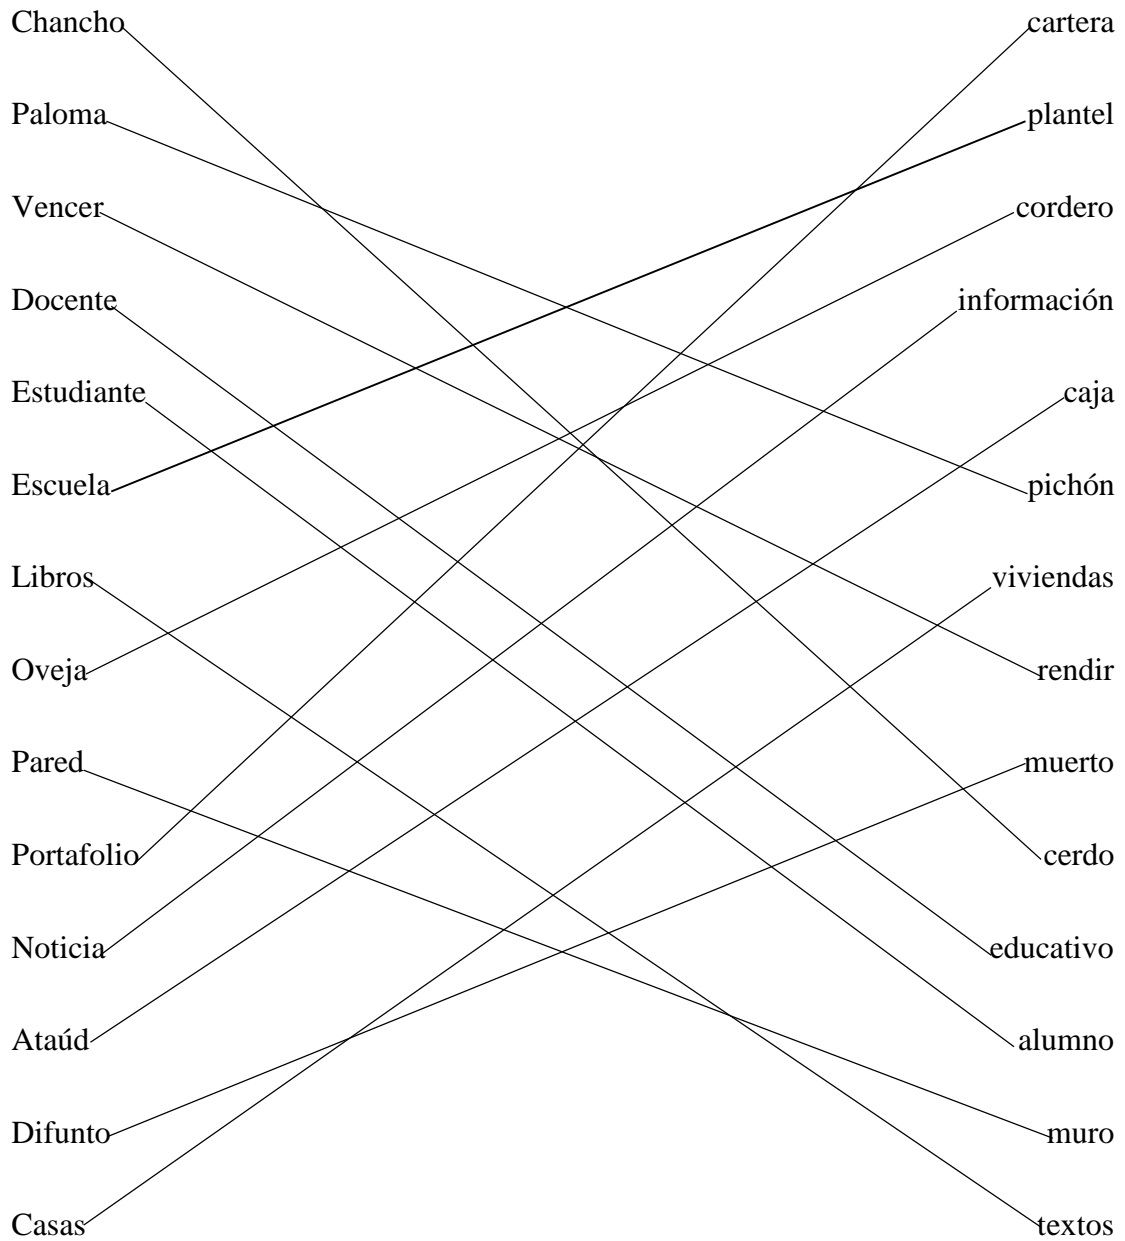 Chancho cartera
Paloma plantel
Vencer cordero
Docente información
Estudiante caja
Escuela pichón
Libros viviendas
Oveja rendir
Pared muerto
Portafolio cerdo
Noticia educativo
Ataúd alumno
Difunto muro
Casas textos